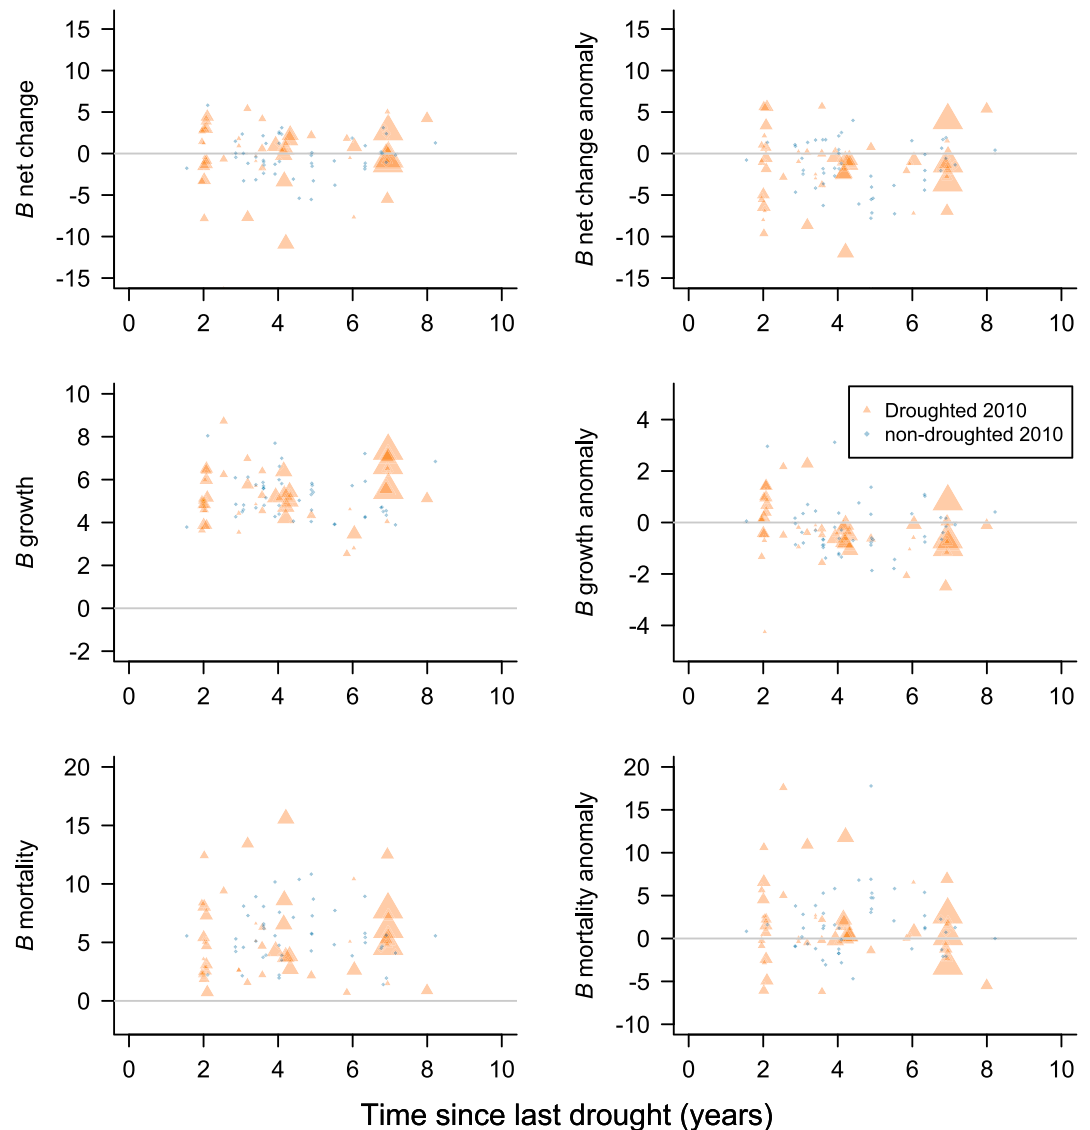 B net change
15
10
5
0
-5
-10
-15
0 2 4 6 8 10
B net change anomaly
15
10
5
0
-5
-10
-15
0 2 4 6 8 10
B growth
10
8
6
4
2
0
-2
0 2 4 6 8 10
B growth anomaly
4
2
0
-2
-4
0 2 4 6 8 10
Droughted 2010
non-droughted 2010
B mortality
20
15
10
5
0
0 2 4 6 8 10
B mortality anomaly
20
15
10
5
0
-5
-10
0 2 4 6 8 10
Time since last drought (years)